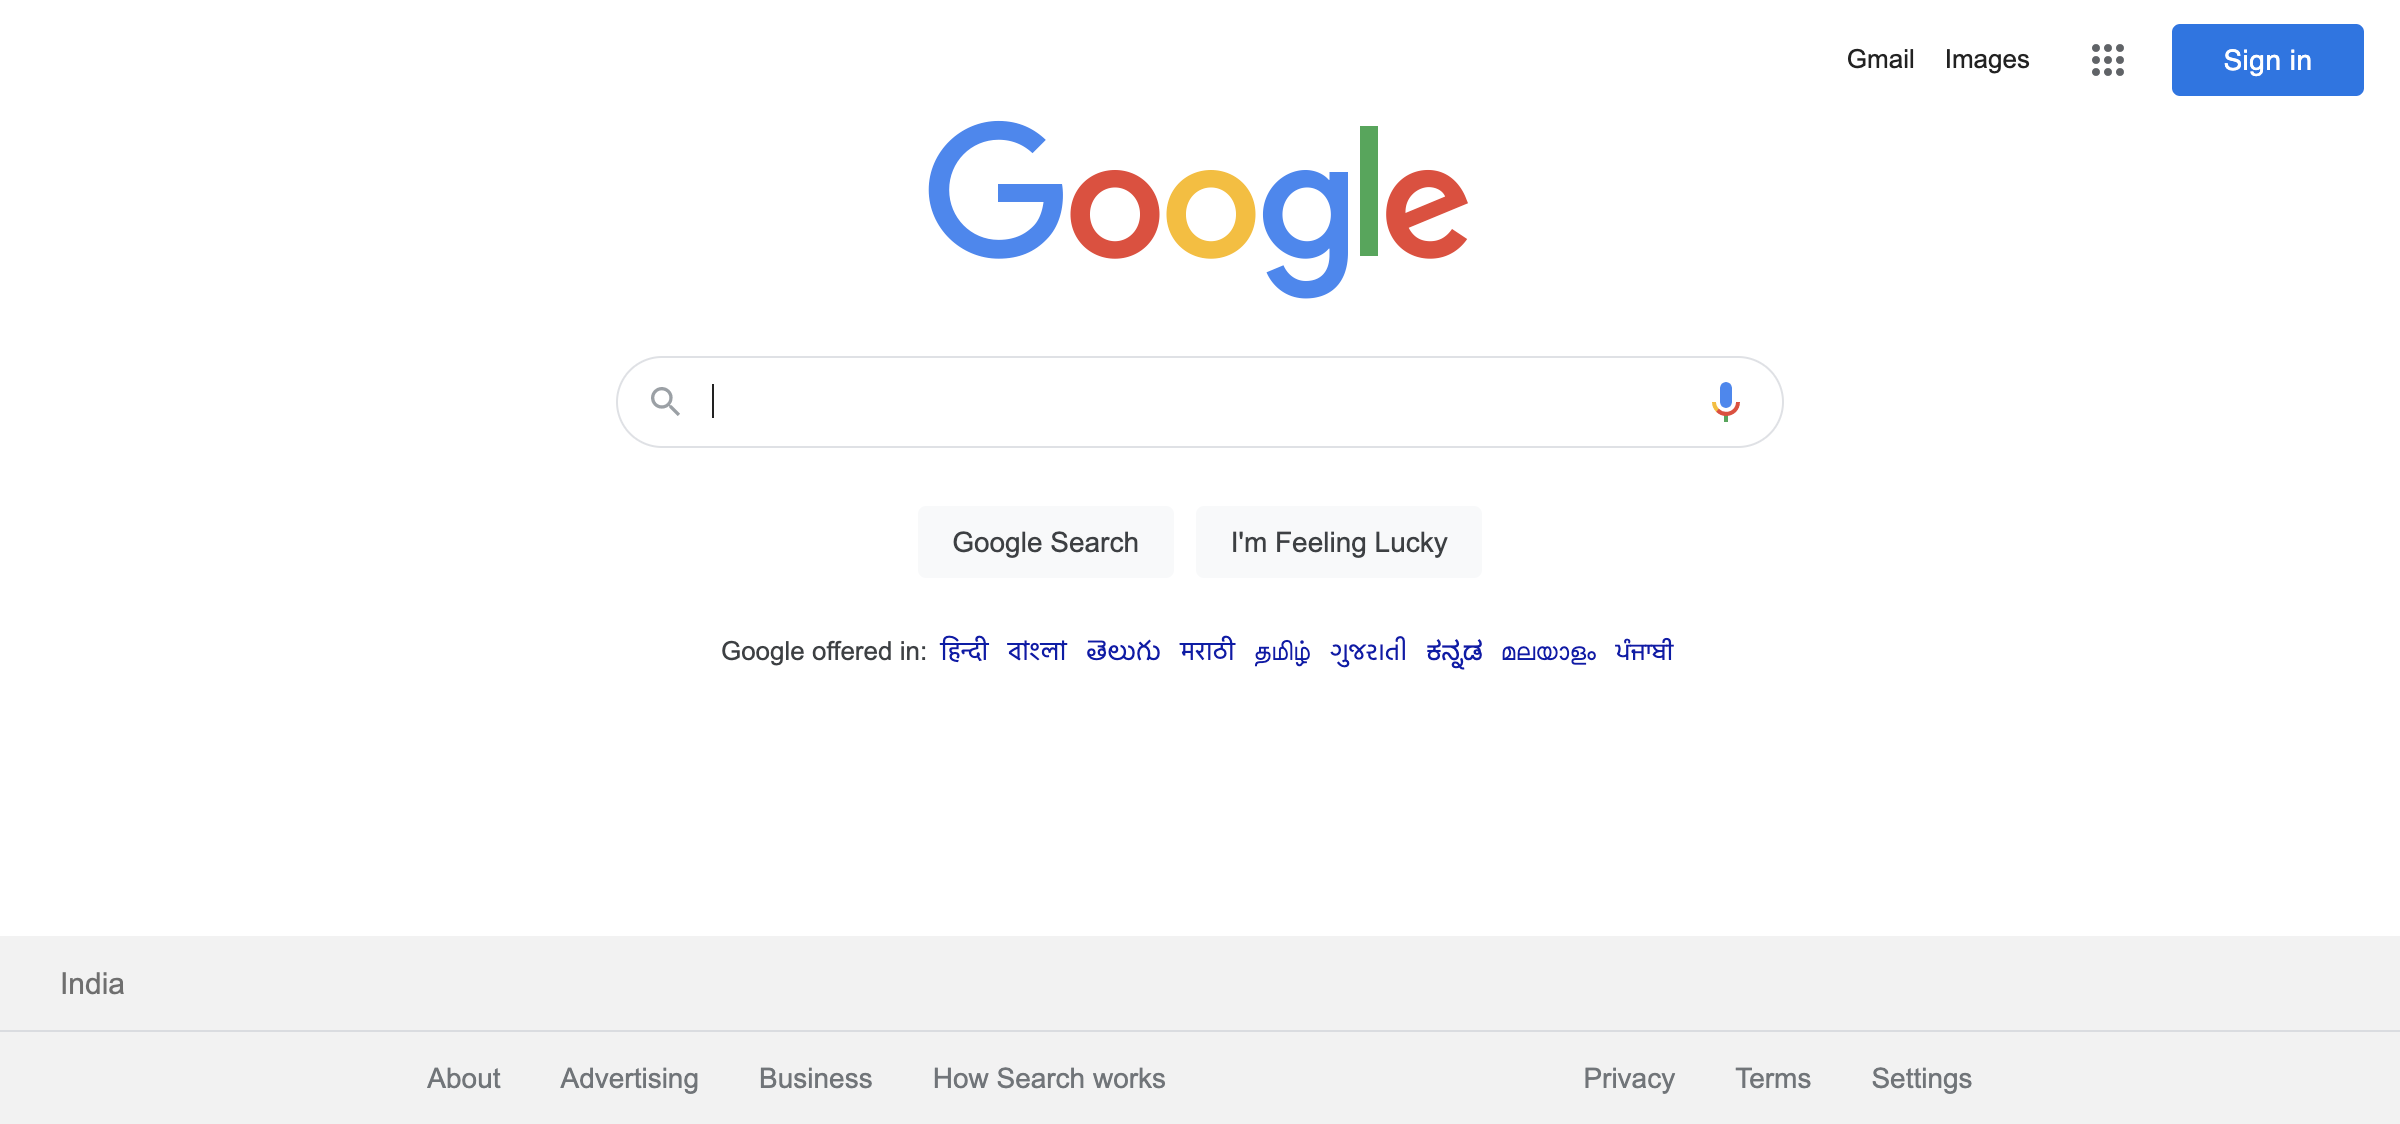 Gmail Images Sign in
Google
Google Search I'm Feeling Lucky
Google offered in: हिन्दी বাংলা తెలుగు मराठी தமிழ் ગુજરાતી ಕನ್ನಡ മലയാളം ਪੰਜਾਬੀ
India
About Advertising Business How Search works Privacy Terms Settings